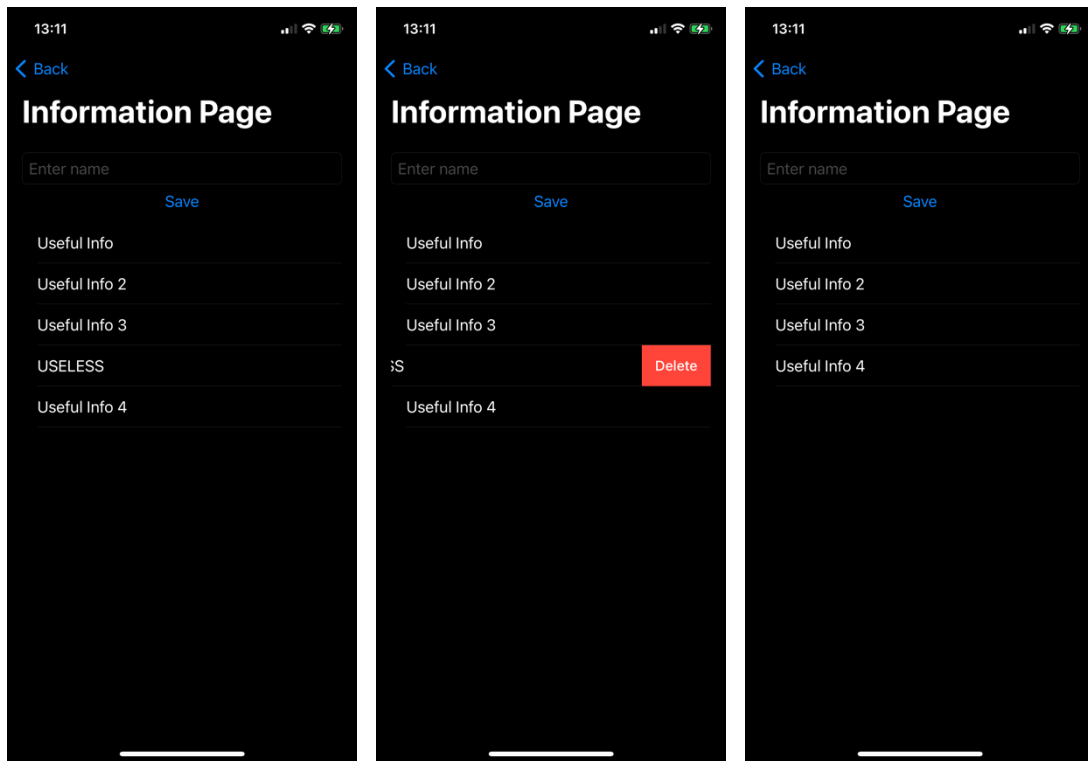 13:11
Back
Information Page
Enter name
Save
Useful Info
Useful Info 2
Useful Info 3
USELESS
Useful Info 4
13:11
Back
Information Page
Enter name
Save
Useful Info
Useful Info 2
Useful Info 3
SS Delete
Useful Info 4
13:11
Back
Information Page
Enter name
Save
Useful Info
Useful Info 2
Useful Info 3
Useful Info 4